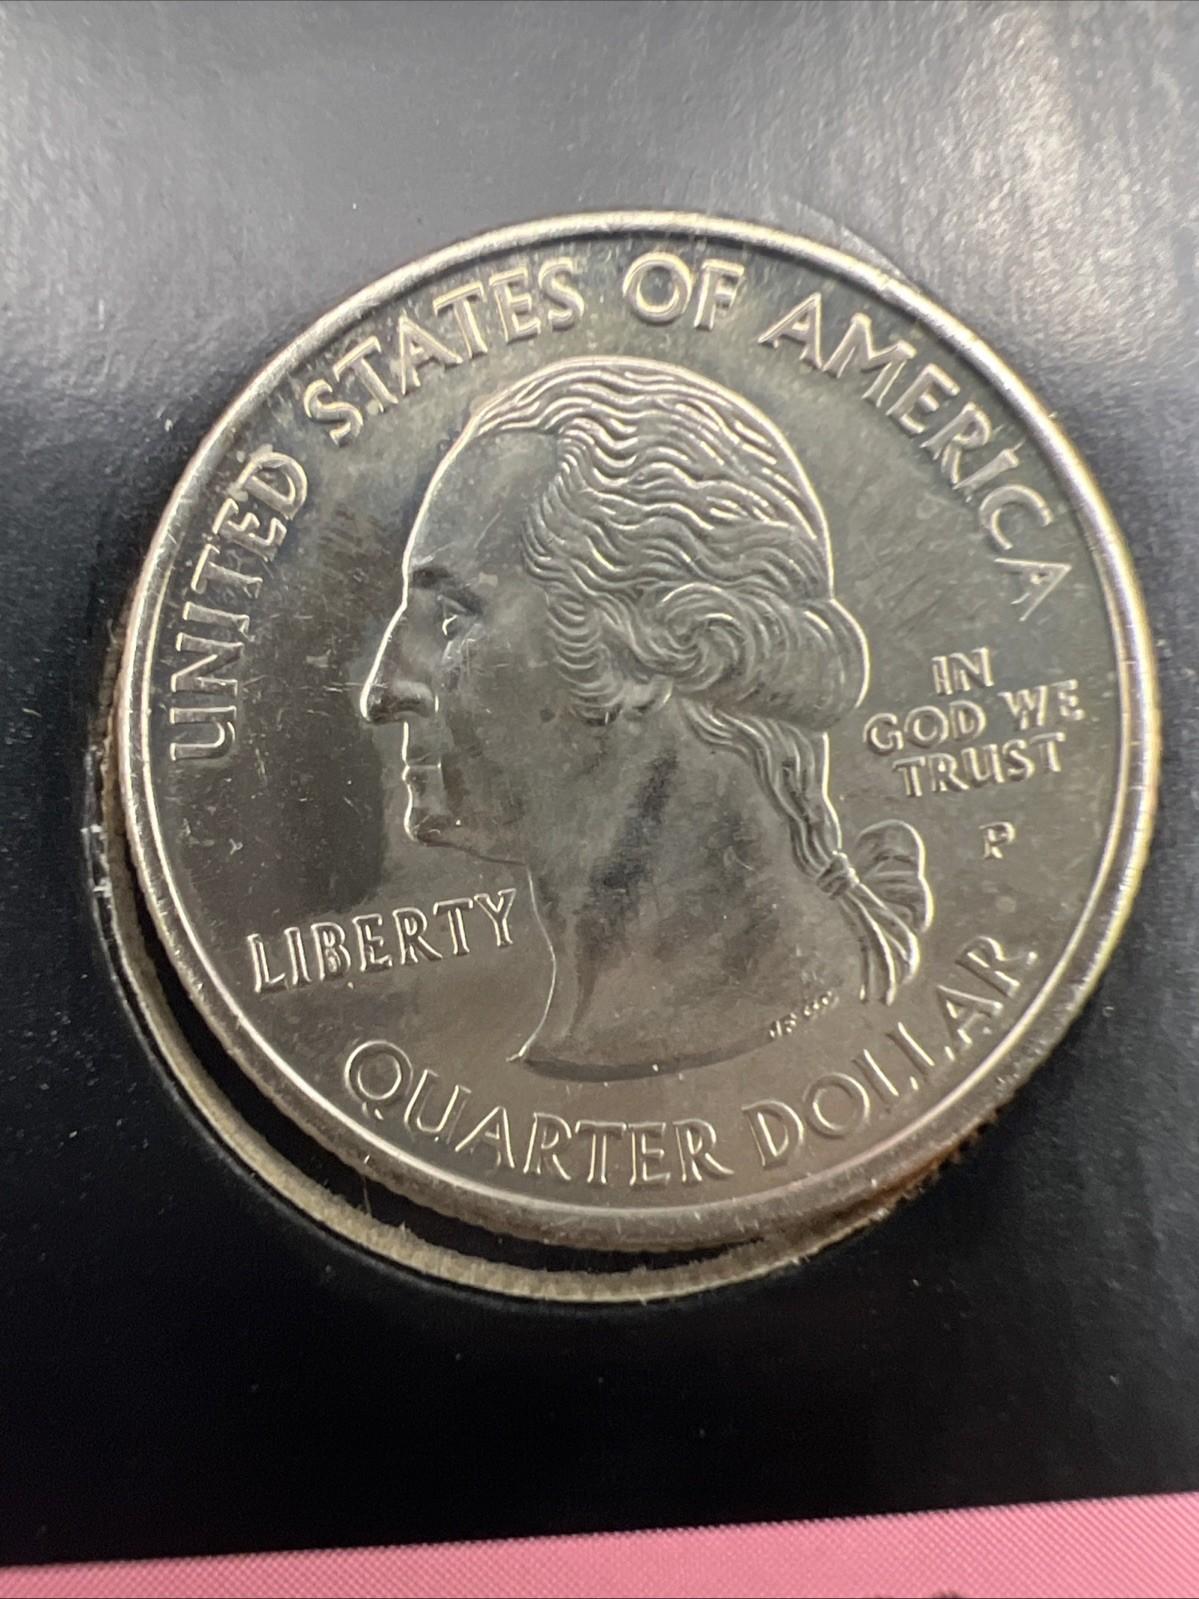 UNITED STATES OF AMERICA
IN
GOD WE
TRUST
P
LIBERTY
QUARTER DOLLAR